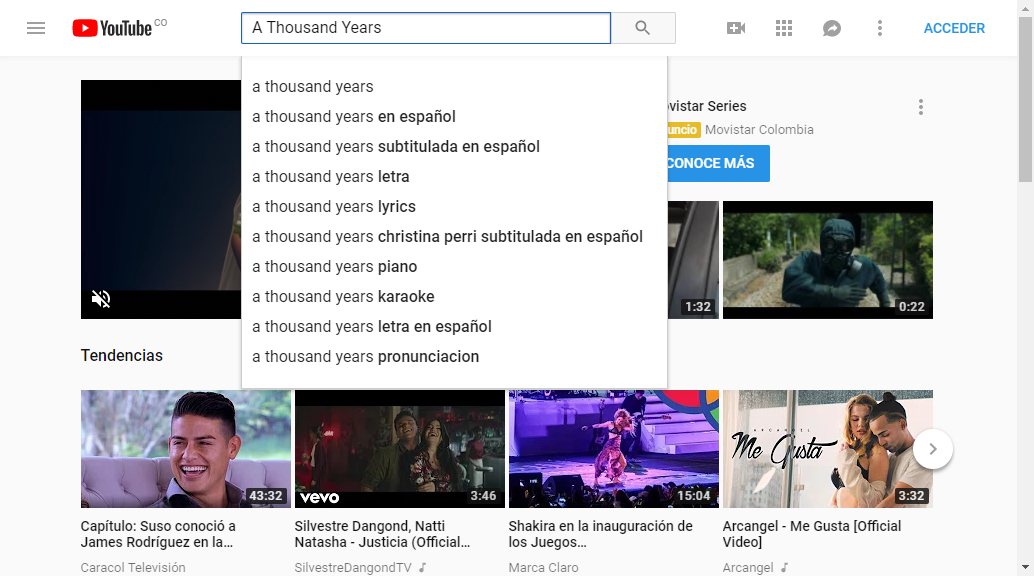 YouTube CO
A Thousand Years
ACCEDER
a thousand years
a thousand years en español
a thousand years subtitulada en español
a thousand years letra
a thousand years lyrics
a thousand years christina perri subtitulada en español
a thousand years piano
a thousand years karaoke
a thousand years letra en español
a thousand years pronunciacion
Series
Movistar Colombia
CONOCE MÁS
1:32
0:22
Tendencias
43:32
vevo
3:46
15:04
ARCANGEL
Me Gusta
3:32
Capítulo: Suso conoció a
James Rodríguez en la...
Caracol Televisión
Silvestre Dangond, Natti
Natasha - Justicia (Official...
SilvestreDangondTV
Shakira en la inauguración de
los Juegos...
Marca Claro
Arcangel - Me Gusta [Official
Video]
Arcangel